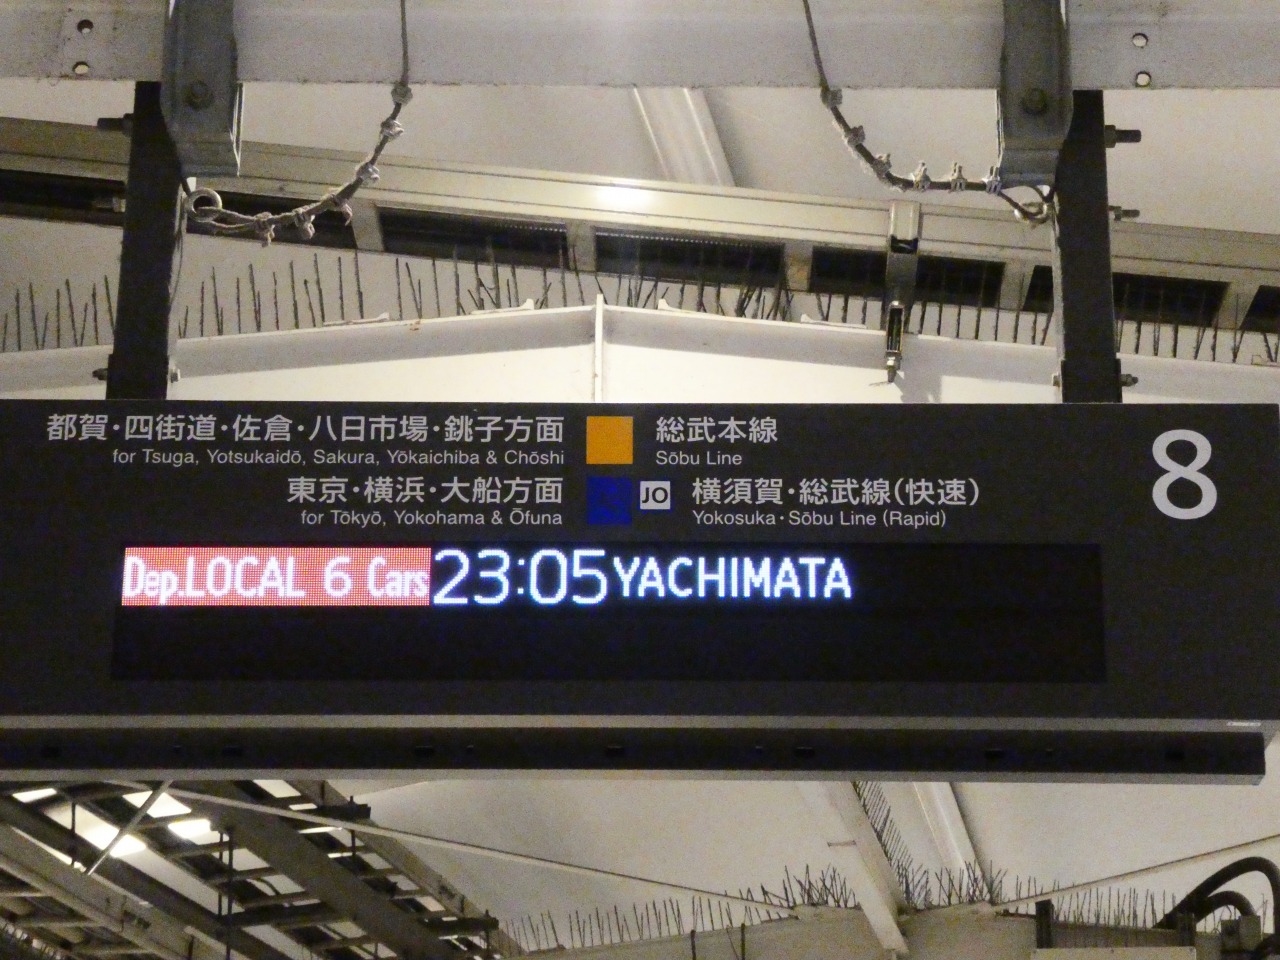 都賀・四街道・佐倉・八日市場・銚子方面 総武本線
for Tsuga, Yotsukaidō, Sakura, Yōkaichiba & Chōshi Sōbu Line
東京・横浜・大船方面 JO 横須賀・総武線(快速)
for Tōkyō, Yokohama & Ōfuna Yokosuka・Sōbu Line (Rapid)
8
Dep.LOCAL 6 Cars 23:05 YACHIMATA